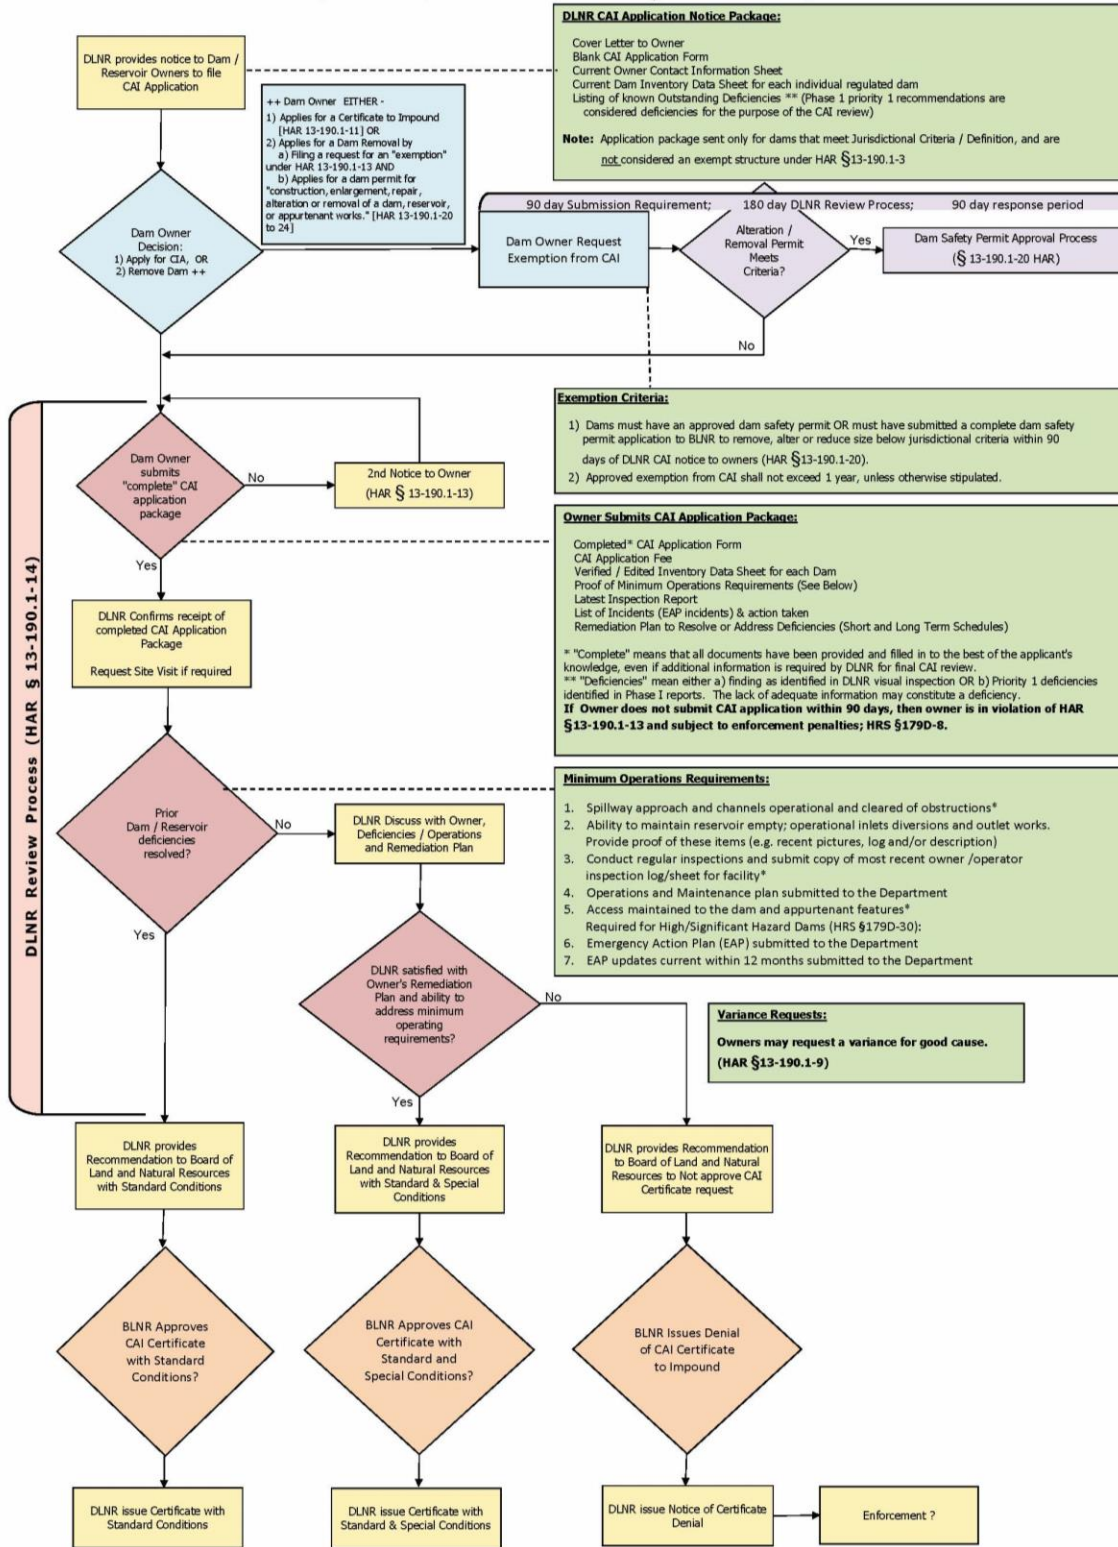 DLNR CAI Application Notice Package:
Cover Letter to Owner
Blank CAI Application Form
Current Owner Contact Information Sheet
Current Dam Inventory Data Sheet for each individual regulated dam
Listing of known Outstanding Deficiencies ** (Phase 1 priority 1 recommendations are
considered deficiencies for the purpose of the CAI review)
Note: Application package sent only for dams that meet Jurisdictional Criteria / Definition, and are
not considered an exempt structure under HAR §13-190.1-3
DLNR provides notice to Dam /
Reservoir Owners to file
CAI Application
++ Dam Owner EITHER -
1) Applies for a Certificate to Impound
[HAR 13-190.1-11] OR
2) Applies for a Dam Removal by
a) Filing a request for an "exemption"
under HAR 13-190.1-13 AND
b) Applies for a dam permit for
"construction, enlargement, repair,
alteration or removal of a dam, reservoir,
or appurtenant works." [HAR 13-190.1-20
to 24]
90 day Submission Requirement; 180 day DLNR Review Process; 90 day response period
Dam Owner
Decision:
1) Apply for CIA, OR
2) Remove Dam ++
Dam Owner Request
Exemption from CAI
Alteration /
Removal Permit
Meets
Criteria?
Yes
Dam Safety Permit Approval Process
(§ 13-190.1-20 HAR)
No
Exemption Criteria:
1) Dams must have an approved dam safety permit OR must have submitted a complete dam safety
permit application to BLNR to remove, alter or reduce size below jurisdictional criteria within 90
days of DLNR CAI notice to owners (HAR §13-190.1-20).
2) Approved exemption from CAI shall not exceed 1 year, unless otherwise stipulated.
DLNR Review Process (HAR § 13-190.1-14)
Dam Owner
submits
"complete" CAI
application
package
No
2nd Notice to Owner
(HAR § 13-190.1-13)
Yes
Owner Submits CAI Application Package:
Completed* CAI Application Form
CAI Application Fee
Verified / Edited Inventory Data Sheet for each Dam
Proof of Minimum Operations Requirements (See Below)
Latest Inspection Report
List of Incidents (EAP incidents) & action taken
Remediation Plan to Resolve or Address Deficiencies (Short and Long Term Schedules)
* "Complete" means that all documents have been provided and filled in to the best of the applicant's
knowledge, even if additional information is required by DLNR for final CAI review.
** "Deficiencies" mean either a) finding as identified in DLNR visual inspection OR b) Priority 1 deficiencies
identified in Phase I reports. The lack of adequate information may constitute a deficiency.
If Owner does not submit CAI application within 90 days, then owner is in violation of HAR
§13-190.1-13 and subject to enforcement penalties; HRS §179D-8.
DLNR Confirms receipt of
completed CAI Application
Package
Request Site Visit if required
Prior
Dam / Reservoir
deficiencies
resolved?
No
DLNR Discuss with Owner,
Deficiencies / Operations
and Remediation Plan
Yes
Minimum Operations Requirements:
1. Spillway approach and channels operational and cleared of obstructions*
2. Ability to maintain reservoir empty; operational inlets diversions and outlet works.
Provide proof of these items (e.g. recent pictures, log and/or description)
3. Conduct regular inspections and submit copy of most recent owner /operator
inspection log/sheet for facility*
4. Operations and Maintenance plan submitted to the Department
5. Access maintained to the dam and appurtenant features*
Required for High/Significant Hazard Dams (HRS §179D-30):
6. Emergency Action Plan (EAP) submitted to the Department
7. EAP updates current within 12 months submitted to the Department
DLNR satisfied with
Owner's Remediation
Plan and ability to
address minimum
operating
requirements?
No
Yes
Variance Requests:
Owners may request a variance for good cause.
(HAR §13-190.1-9)
DLNR provides
Recommendation to Board of
Land and Natural Resources
with Standard Conditions
DLNR provides
Recommendation to Board of
Land and Natural Resources
with Standard & Special
Conditions
DLNR provides Recommendation
to Board of Land and Natural
Resources to Not approve CAI
Certificate request
BLNR Approves
CAI Certificate
with Standard
Conditions?
BLNR Approves CAI
Certificate with
Standard and
Special Conditions?
BLNR Issues Denial
of CAI Certificate
to Impound
DLNR issue Certificate with
Standard Conditions
DLNR issue Certificate with
Standard & Special Conditions
DLNR issue Notice of Certificate
Denial
Enforcement ?